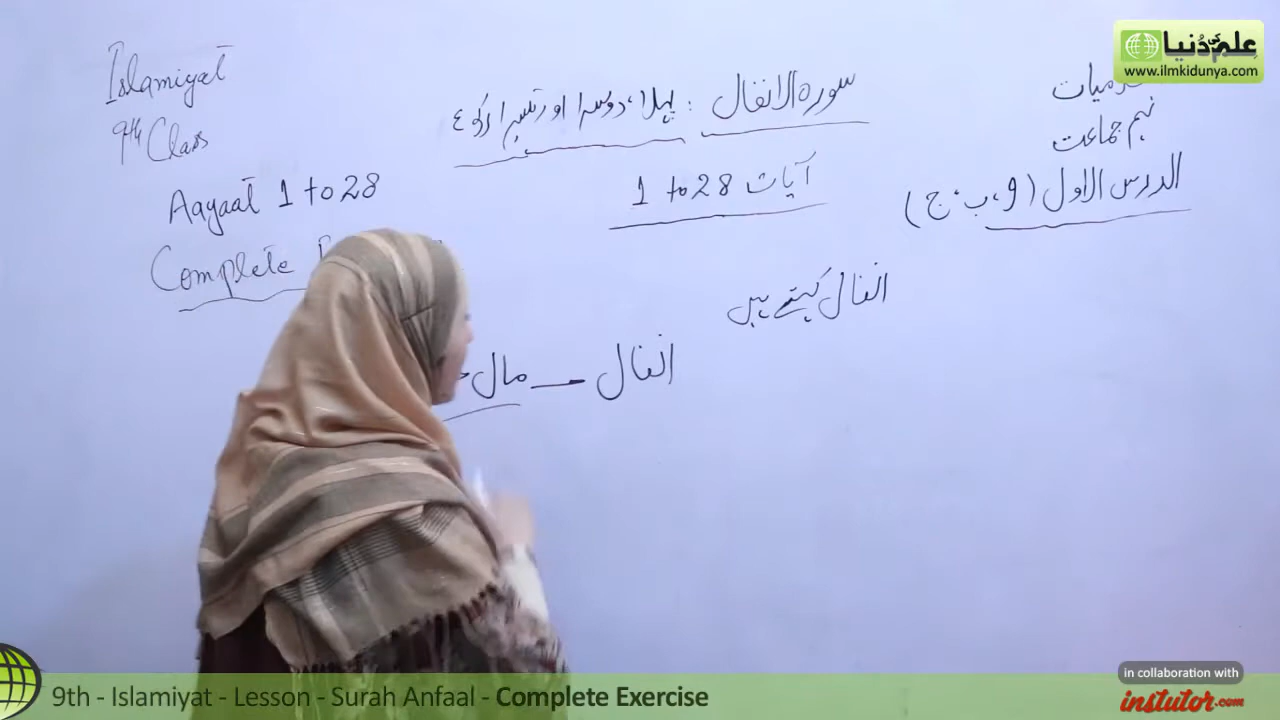 Islamiyat
9th Class
Aayaat 1 to 28
Complete
سورۃ الانفال : پہلا، دوسرا اور تیسرا رکوع
آیات 1 to 28
نہم جماعت
الدرس الاول (و، ب، ج)
انفال کہتے ہیں
انفال — مال
علم کی دُنیا
www.ilmkidunya.com
9th - Islamiyat - Lesson - Surah Anfaal - Complete Exercise
in collaboration with
instutor.com